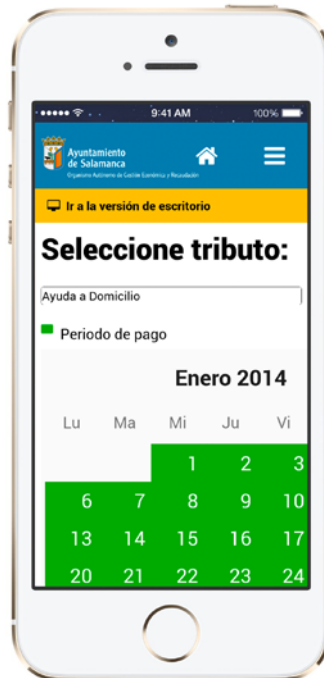 9:41 AM 100%
Ayuntamiento
de Salamanca
Organismo Autónomo de Gestión Económica y Recaudación
Ir a la versión de escritorio
Seleccione tributo:
Ayuda a Domicilio
Periodo de pago
Enero 2014
Lu Ma Mi Ju Vi
1 2 3
6 7 8 9 10
13 14 15 16 17
20 21 22 23 24